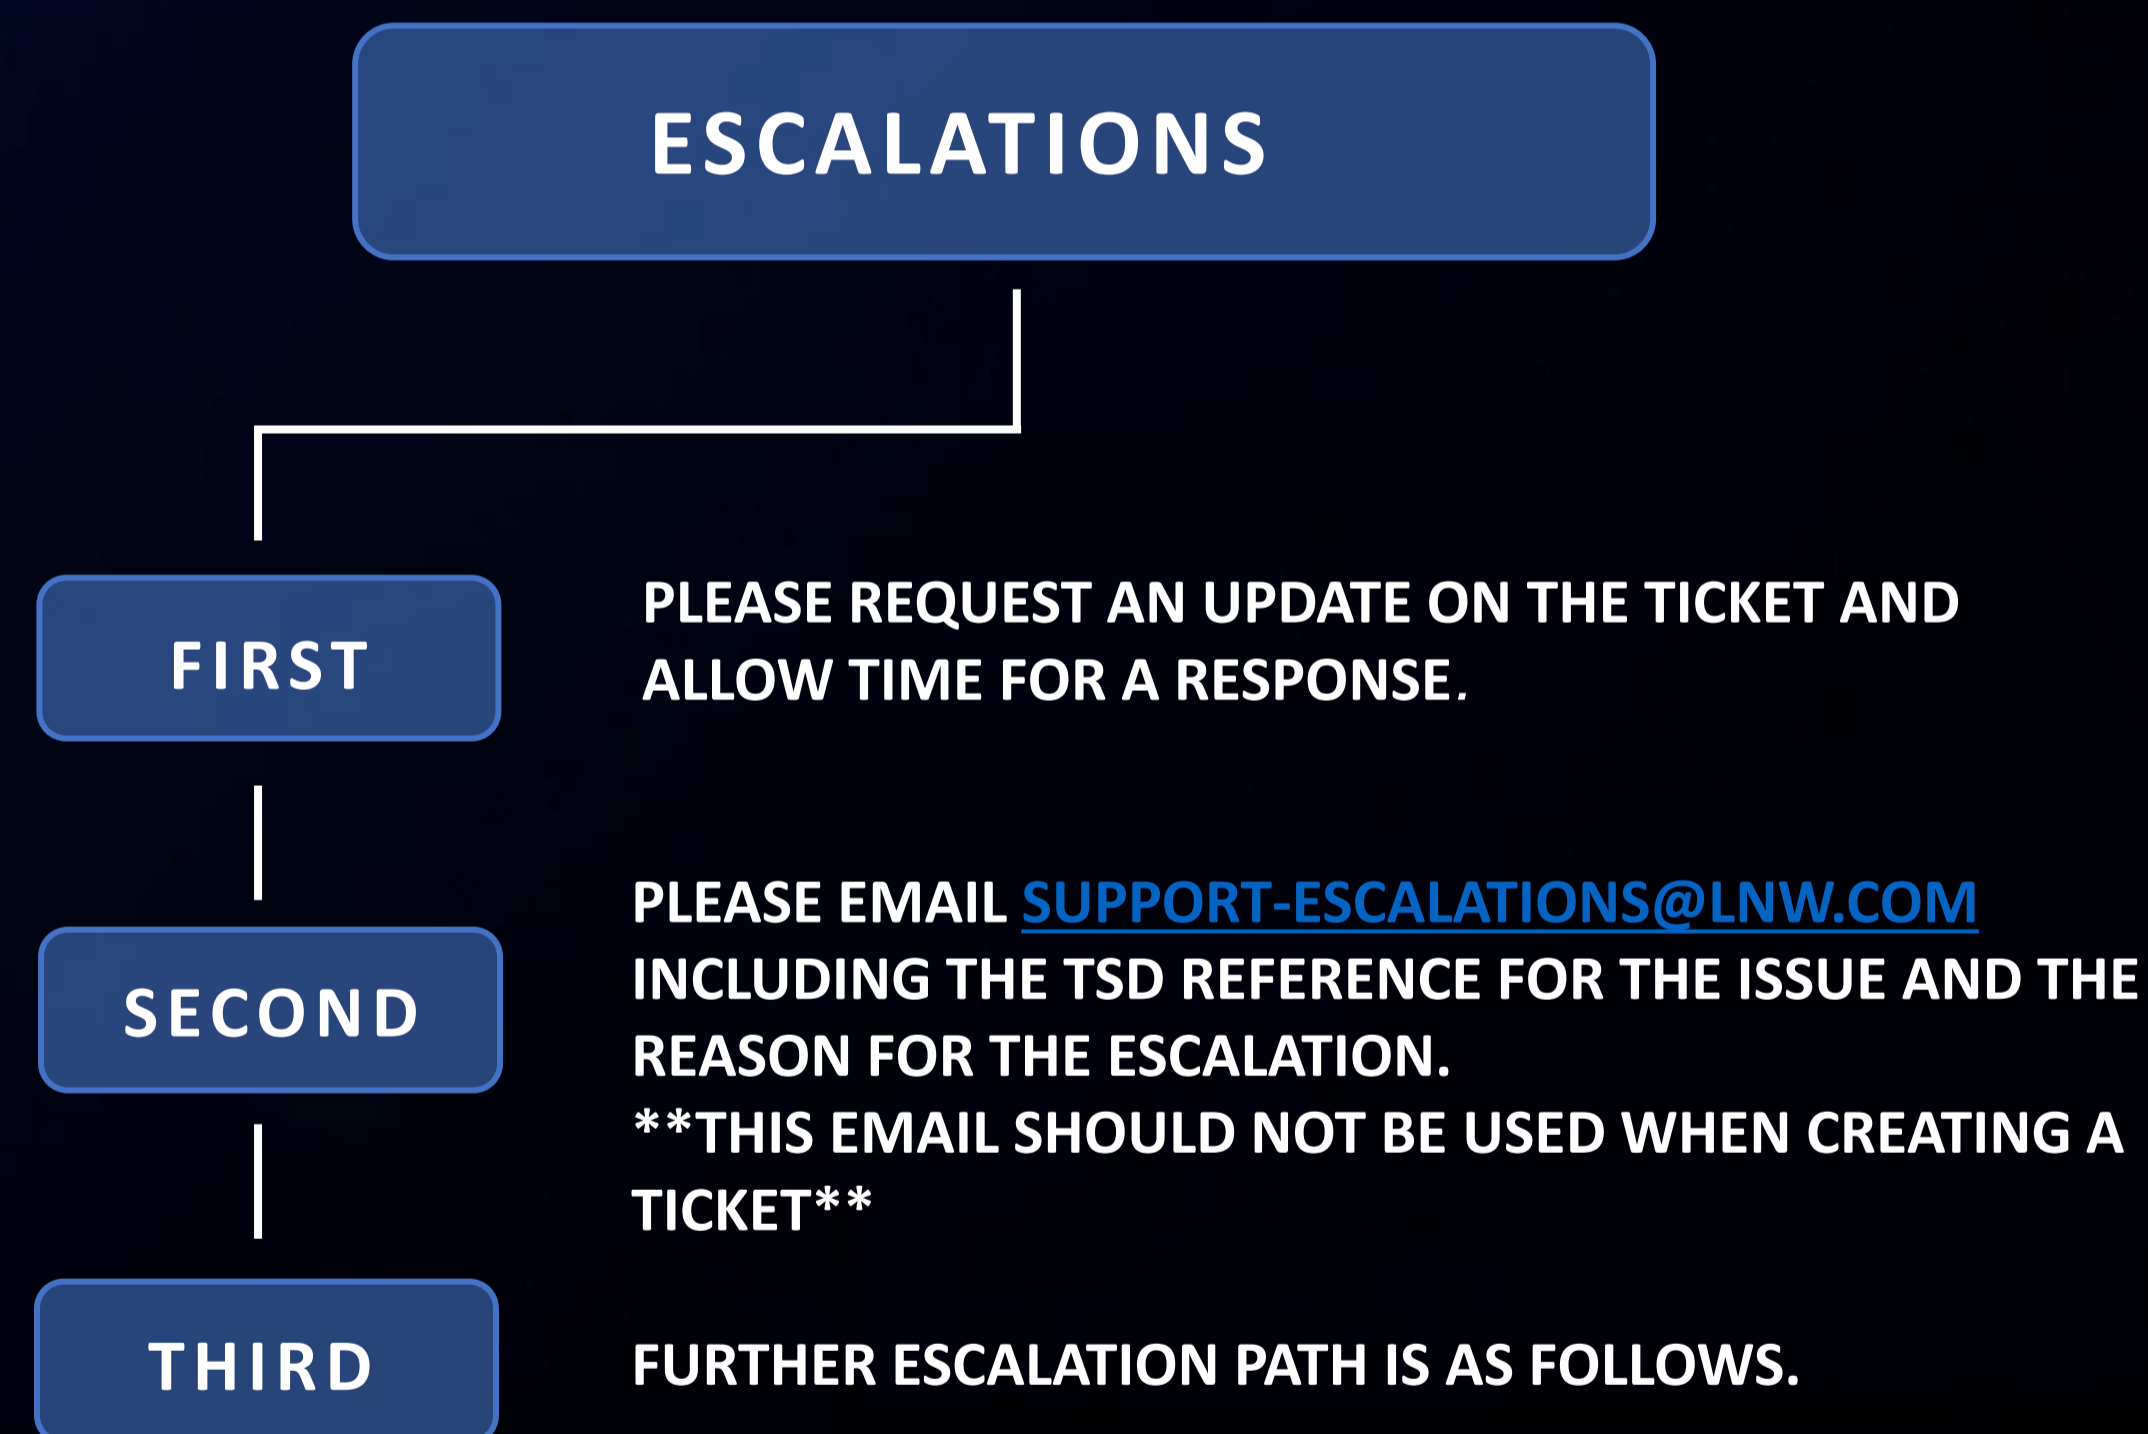 ESCALATIONS
FIRST
PLEASE REQUEST AN UPDATE ON THE TICKET AND
ALLOW TIME FOR A RESPONSE.
SECOND
PLEASE EMAIL SUPPORT-ESCALATIONS@LNW.COM
INCLUDING THE TSD REFERENCE FOR THE ISSUE AND THE
REASON FOR THE ESCALATION.
**THIS EMAIL SHOULD NOT BE USED WHEN CREATING A
TICKET**
THIRD
FURTHER ESCALATION PATH IS AS FOLLOWS.